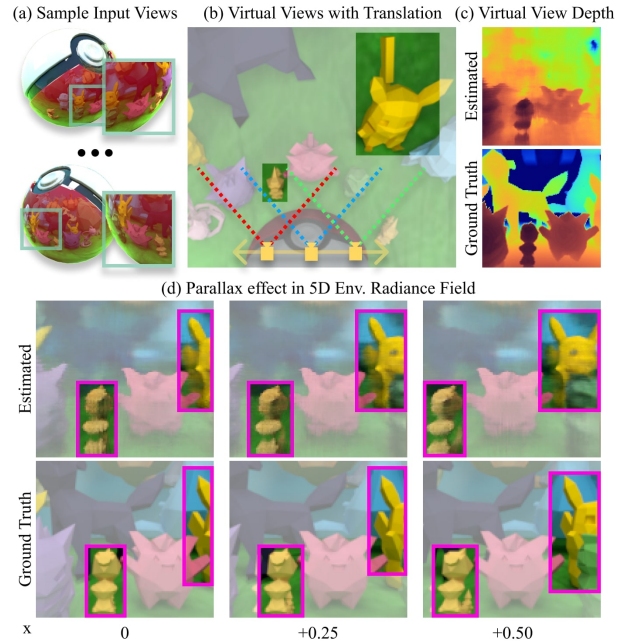 (a) Sample Input Views
(b) Virtual Views with Translation
(c) Virtual View Depth
Estimated
Ground Truth
(d) Parallax effect in 5D Env. Radiance Field
Estimated
Ground Truth
x 0 +0.25 +0.50